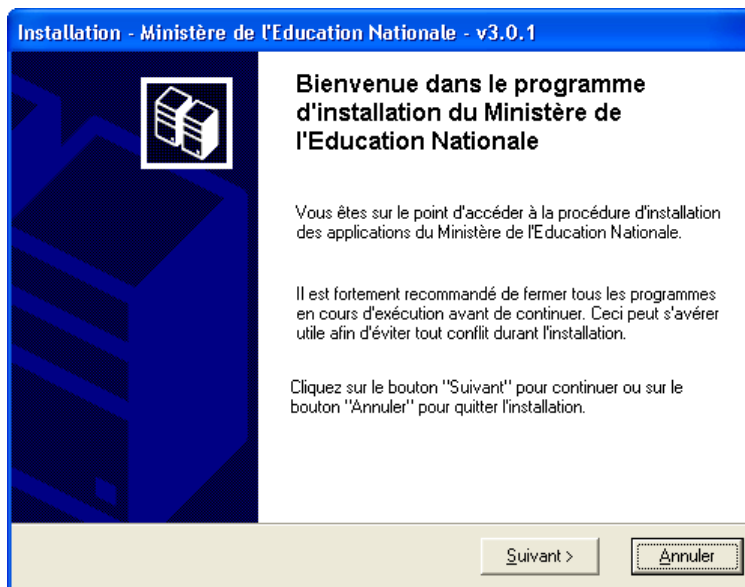 Installation - Ministère de l'Education Nationale - v3.0.1
Bienvenue dans le programme
d'installation du Ministère de
l'Education Nationale
Vous êtes sur le point d'accéder à la procédure d'installation
des applications du Ministère de l'Education Nationale.
Il est fortement recommandé de fermer tous les programmes
en cours d'exécution avant de continuer. Ceci peut s'avérer
utile afin d'éviter tout conflit durant l'installation.
Cliquez sur le bouton "Suivant" pour continuer ou sur le
bouton "Annuler" pour quitter l'installation.
Suivant > Annuler